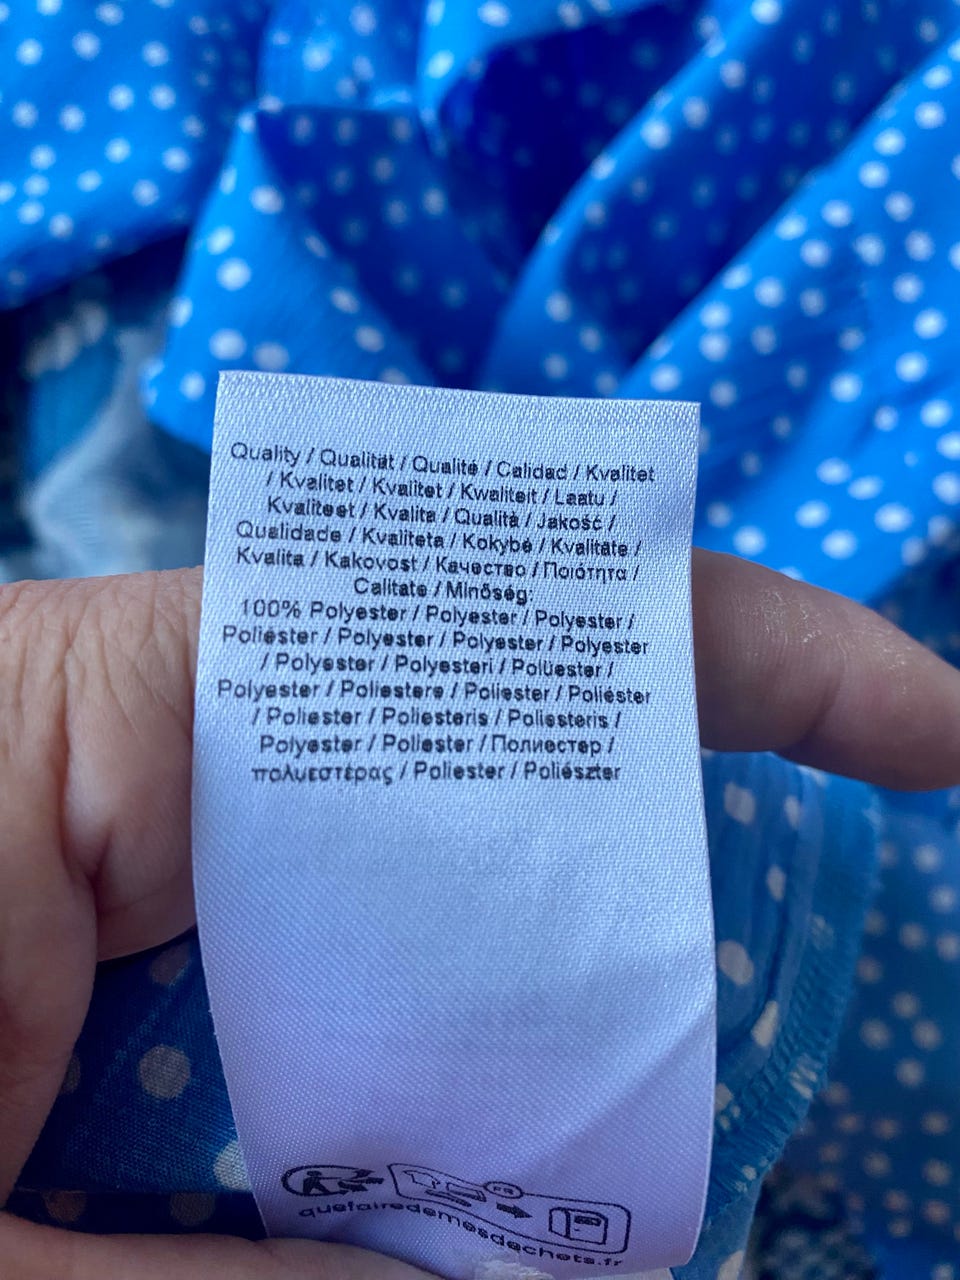 Quality / Qualität / Qualité / Calidad / Kvalitet
/ Kvalitet / Kvalitet / Kwaliteit / Laatu /
Kvaliteet / Kvalita / Qualità / Jakość /
Qualidade / Kvaliteta / Kokybė / Kvalitāte /
Kvalita / Kakovost / Качество / Ποιότητα /
Calitate / Minőség:
100% Polyester / Polyester / Polyester /
Poliéster / Polyester / Polyester / Polyester
/ Polyester / Polyesteri / Polüester /
Polyester / Poliestere / Poliester / Poliéster
/ Poliester / Poliesteris / Poliesteris /
Polyester / Poliester / Полиестер /
πολυεστέρας / Poliester / Poliészter
FR
quefairedemesdechets.fr